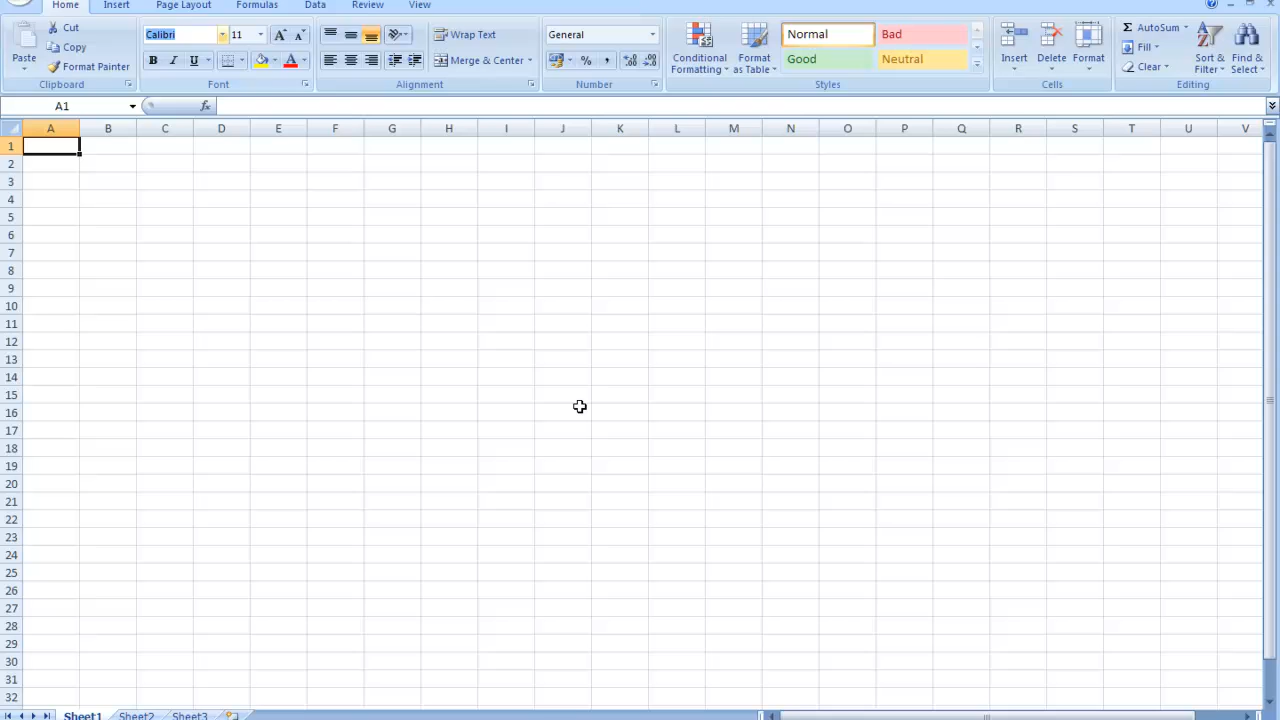 Home Insert Page Layout Formulas Data Review View
Cut
Copy
Format Painter
Paste
Clipboard
Calibri 11
B I U
Font
Wrap Text
Merge & Center
Alignment
General
% ,
Number
Conditional Formatting
Format as Table
Normal Bad
Good Neutral
Styles
Insert Delete Format
Cells
Σ AutoSum
Fill
Clear
Sort & Filter
Find & Select
Editing
A1 fx
A B C D E F G H I J K L M N O P Q R S T U V
1
2
3
4
5
6
7
8
9
10
11
12
13
14
15
16
17
18
19
20
21
22
23
24
25
26
27
28
29
30
31
32
Sheet1 Sheet2 Sheet3